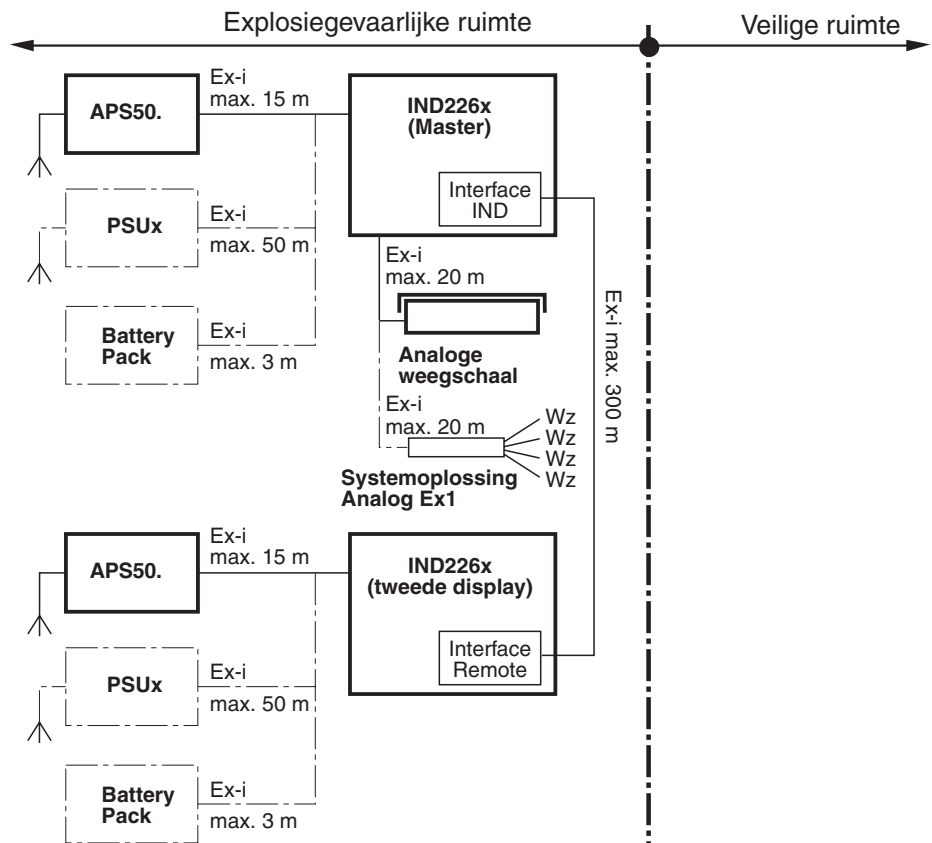 Explosiegevaarlijke ruimte
Veilige ruimte
APS50.
Ex-i
max. 15 m
IND226x
(Master)
Interface
IND
PSUx
Ex-i
max. 50 m
Battery
Pack
Ex-i
max. 3 m
Ex-i
max. 20 m
Analoge
weegschaal
Ex-i
max. 20 m
Wz
Wz
Wz
Wz
Systemoplossing
Analog Ex1
Ex-i max. 300 m
APS50.
Ex-i
max. 15 m
IND226x
(tweede display)
Interface
Remote
PSUx
Ex-i
max. 50 m
Battery
Pack
Ex-i
max. 3 m